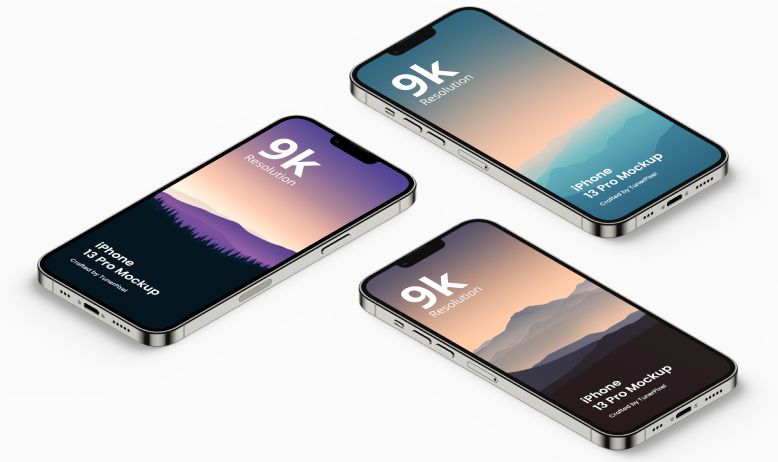 9k
Resolution
iPhone
13 Pro Mockup
Crafted by TunerPixel
9k
Resolution
iPhone
13 Pro Mockup
Crafted by TunerPixel
9k
Resolution
iPhone
13 Pro Mockup
Crafted by TunerPixel